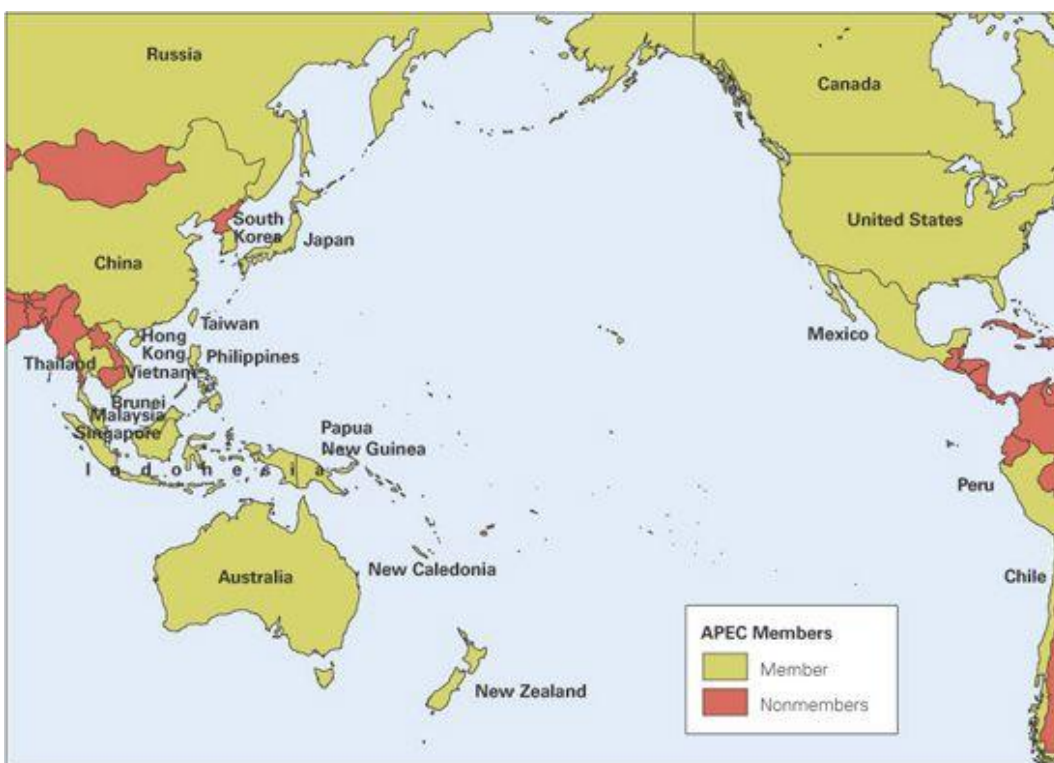 Russia
Canada
South
Korea
Japan
United States
China
Taiwan
Hong
Kong
Philippines
Mexico
Thailand
Vietnam
Brunei
Malaysia
Singapore
Papua
New Guinea
Indonesia
Peru
Australia
New Caledonia
Chile
New Zealand
APEC Members
Member
Nonmembers